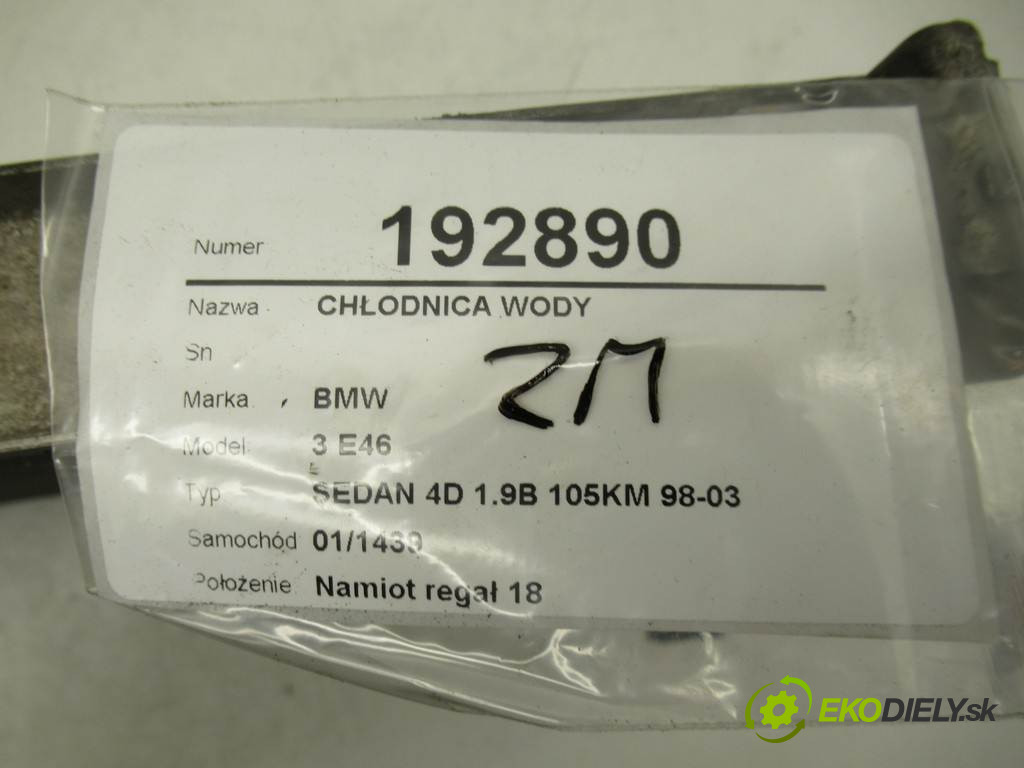 Numer 192890
Nazwa CHŁODNICA WODY
Sn
Marka BMW
Model 3 E46
Typ SEDAN 4D 1.9B 105KM 98-03
Samochód 01/1439
Położenie Namiot regał 18
ZM
EKODIELY.sk